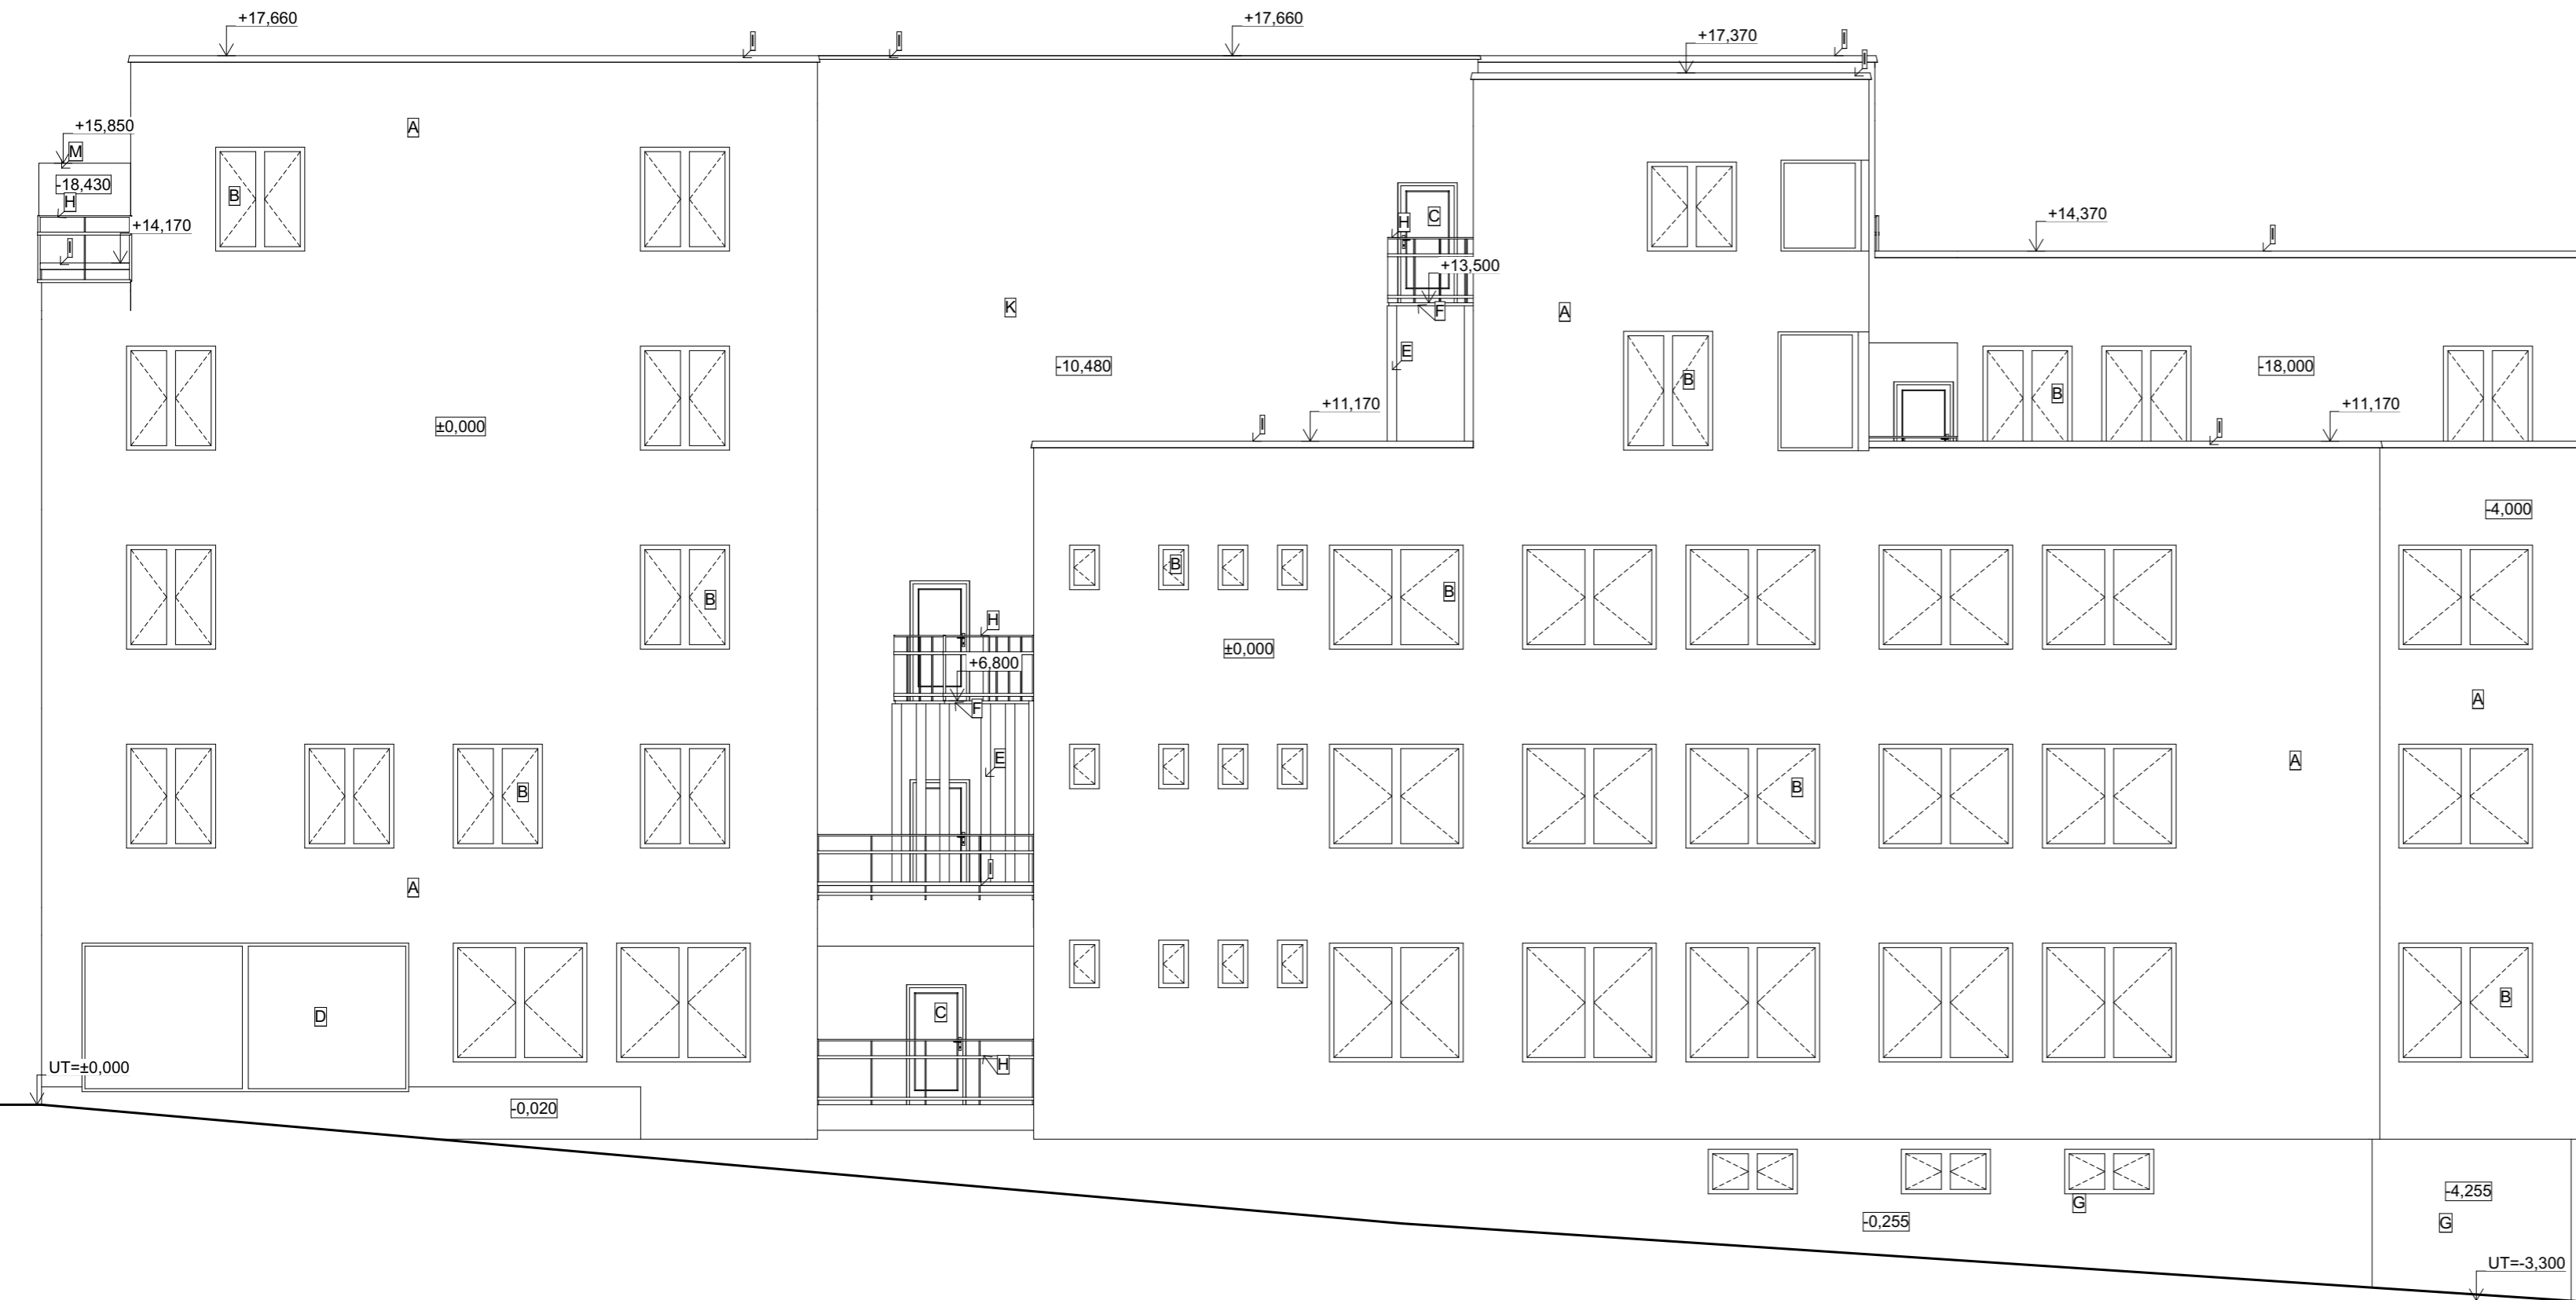 +17,660
I
I
+17,660
+17,370
I
I
+15,850
M
-18,430
H
+14,170
I
A
B
H
C
+13,500
F
E
K
-10,480
A
+14,370
I
B
B
-18,000
+11,170
I
+11,170
I
±0,000
-4,000
B
B
B
±0,000
H
+6,800
F
E
A
A
B
B
A
I
D
C
H
B
UT=±0,000
-0,020
G
-0,255
-4,255
G
UT=-3,300